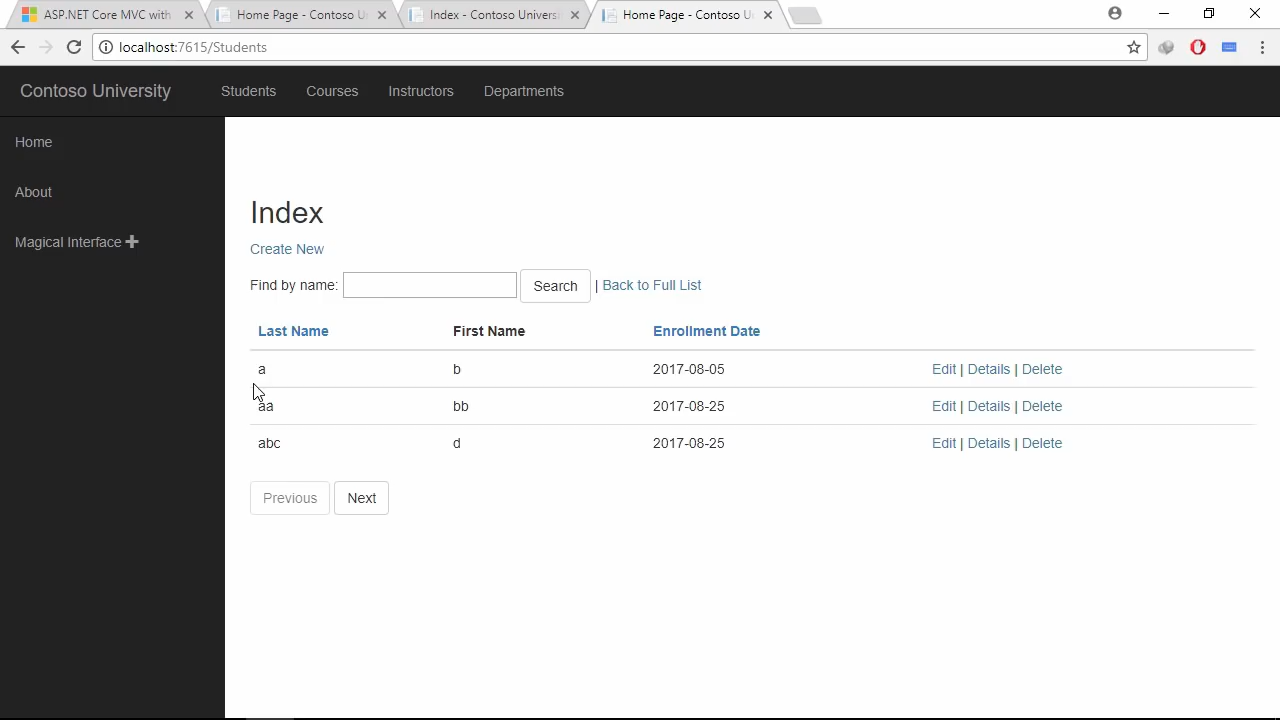 ASP.NET Core MVC with
Home Page - Contoso U
Index - Contoso Universi
Home Page - Contoso U
localhost:7615/Students
Contoso University Students Courses Instructors Departments
Home
About
Magical Interface
Index
Create New
Find by name: Search | Back to Full List
Last Name First Name Enrollment Date
a b 2017-08-05 Edit | Details | Delete
aa bb 2017-08-25 Edit | Details | Delete
abc d 2017-08-25 Edit | Details | Delete
Previous Next